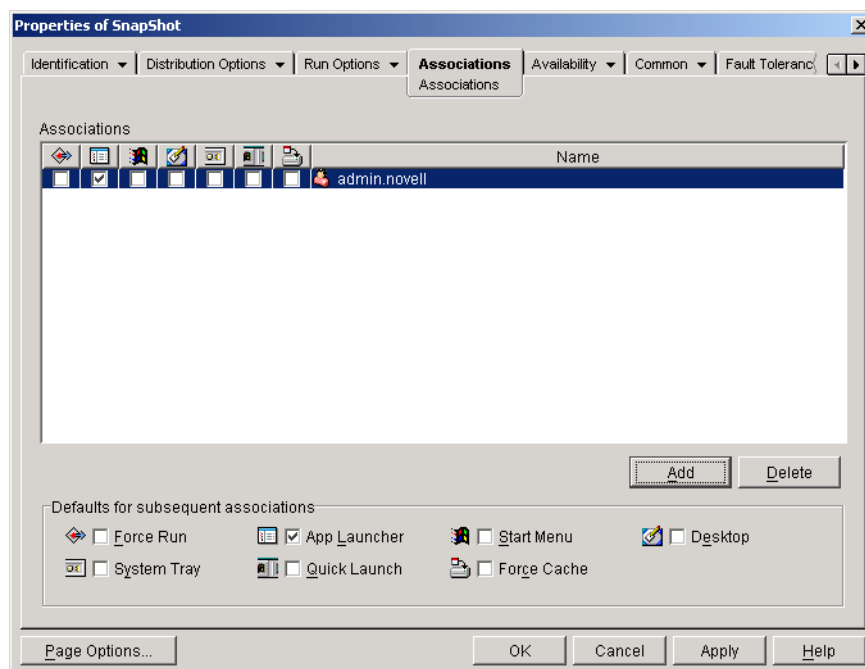 Properties of SnapShot
Identification Distribution Options Run Options Associations Availability Common Fault Toleranc
Associations
Associations
Name
admin.novell
Add Delete
Defaults for subsequent associations
Force Run App Launcher Start Menu Desktop
System Tray Quick Launch Force Cache
Page Options... OK Cancel Apply Help